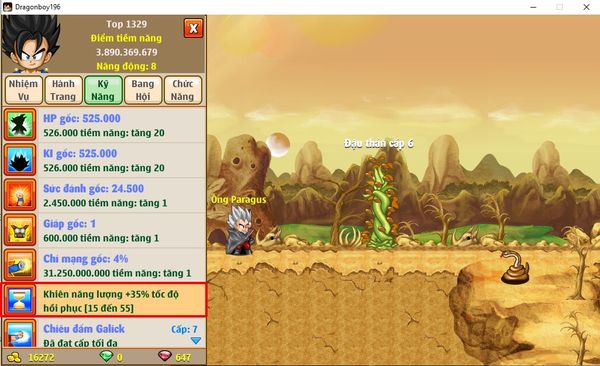 Dragonboy196
Top 1329
Điểm tiềm năng
3.890.369.679
Năng động: 8
X
Nhiệm Vụ
Hành Trang
Kỹ Năng
Bang Hội
Chức Năng
HP gốc: 525.000
526.000 tiềm năng: tăng 20
KI gốc: 525.000
526.000 tiềm năng: tăng 20
Sức đánh gốc: 24.500
2.450.000 tiềm năng: tăng 1
Giáp gốc: 1
600.000 tiềm năng: tăng 1
Chí mạng gốc: 4%
31.250.000.000 tiềm năng: tăng 1
Khiên năng lượng +35% tốc độ
hồi phục [15 đến 55]
Chiêu đấm Galick Cấp: 7
Đã đạt cấp tối đa
16272 0 647
Đậu thần cấp 6
Ông Paragus